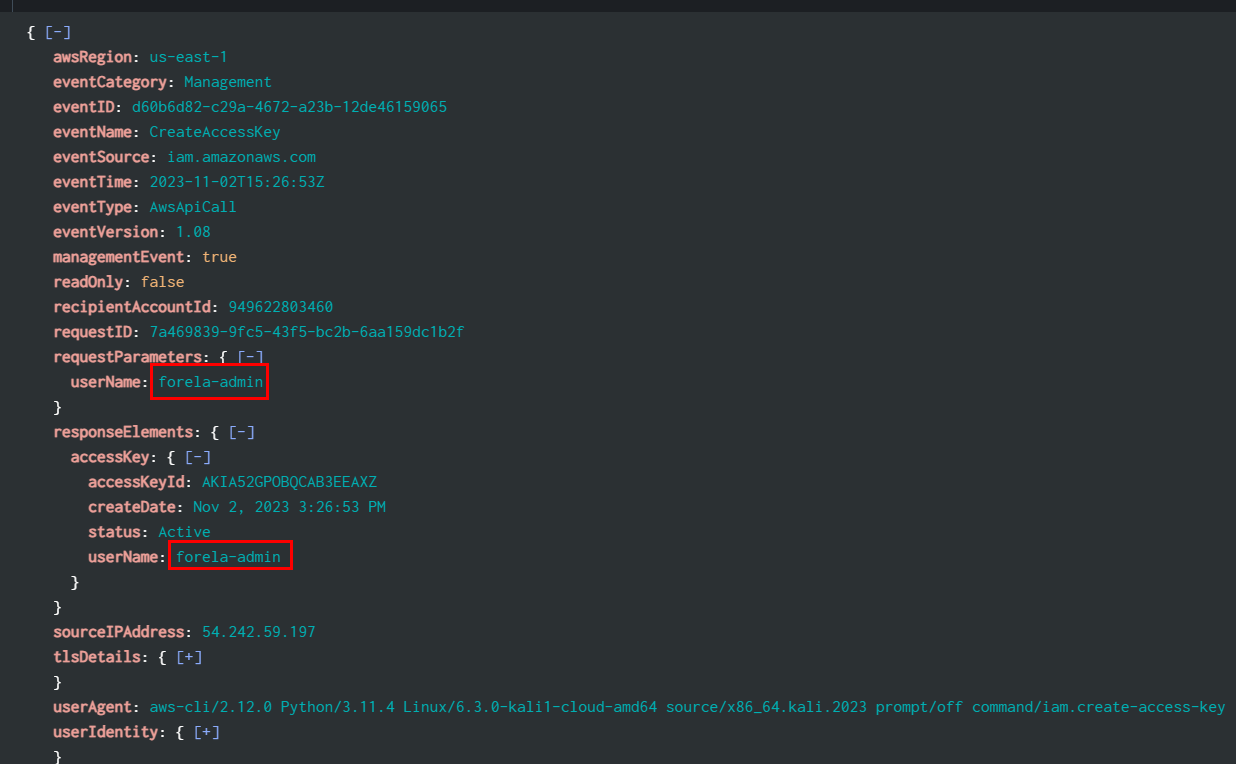 { [-]
awsRegion: us-east-1
eventCategory: Management
eventID: d60b6d82-c29a-4672-a23b-12de46159065
eventName: CreateAccessKey
eventSource: iam.amazonaws.com
eventTime: 2023-11-02T15:26:53Z
eventType: AwsApiCall
eventVersion: 1.08
managementEvent: true
readOnly: false
recipientAccountId: 949622803460
requestID: 7a469839-9fc5-43f5-bc2b-6aa159dc1b2f
requestParameters: { [-]
userName: forela-admin
}
responseElements: { [-]
accessKey: { [-]
accessKeyId: AKIA52GPOBQCAB3EEAXZ
createDate: Nov 2, 2023 3:26:53 PM
status: Active
userName: forela-admin
}
}
sourceIPAddress: 54.242.59.197
tlsDetails: { [+]
}
userAgent: aws-cli/2.12.0 Python/3.11.4 Linux/6.3.0-kali1-cloud-amd64 source/x86_64.kali.2023 prompt/off command/iam.create-access-key
userIdentity: { [+]
}